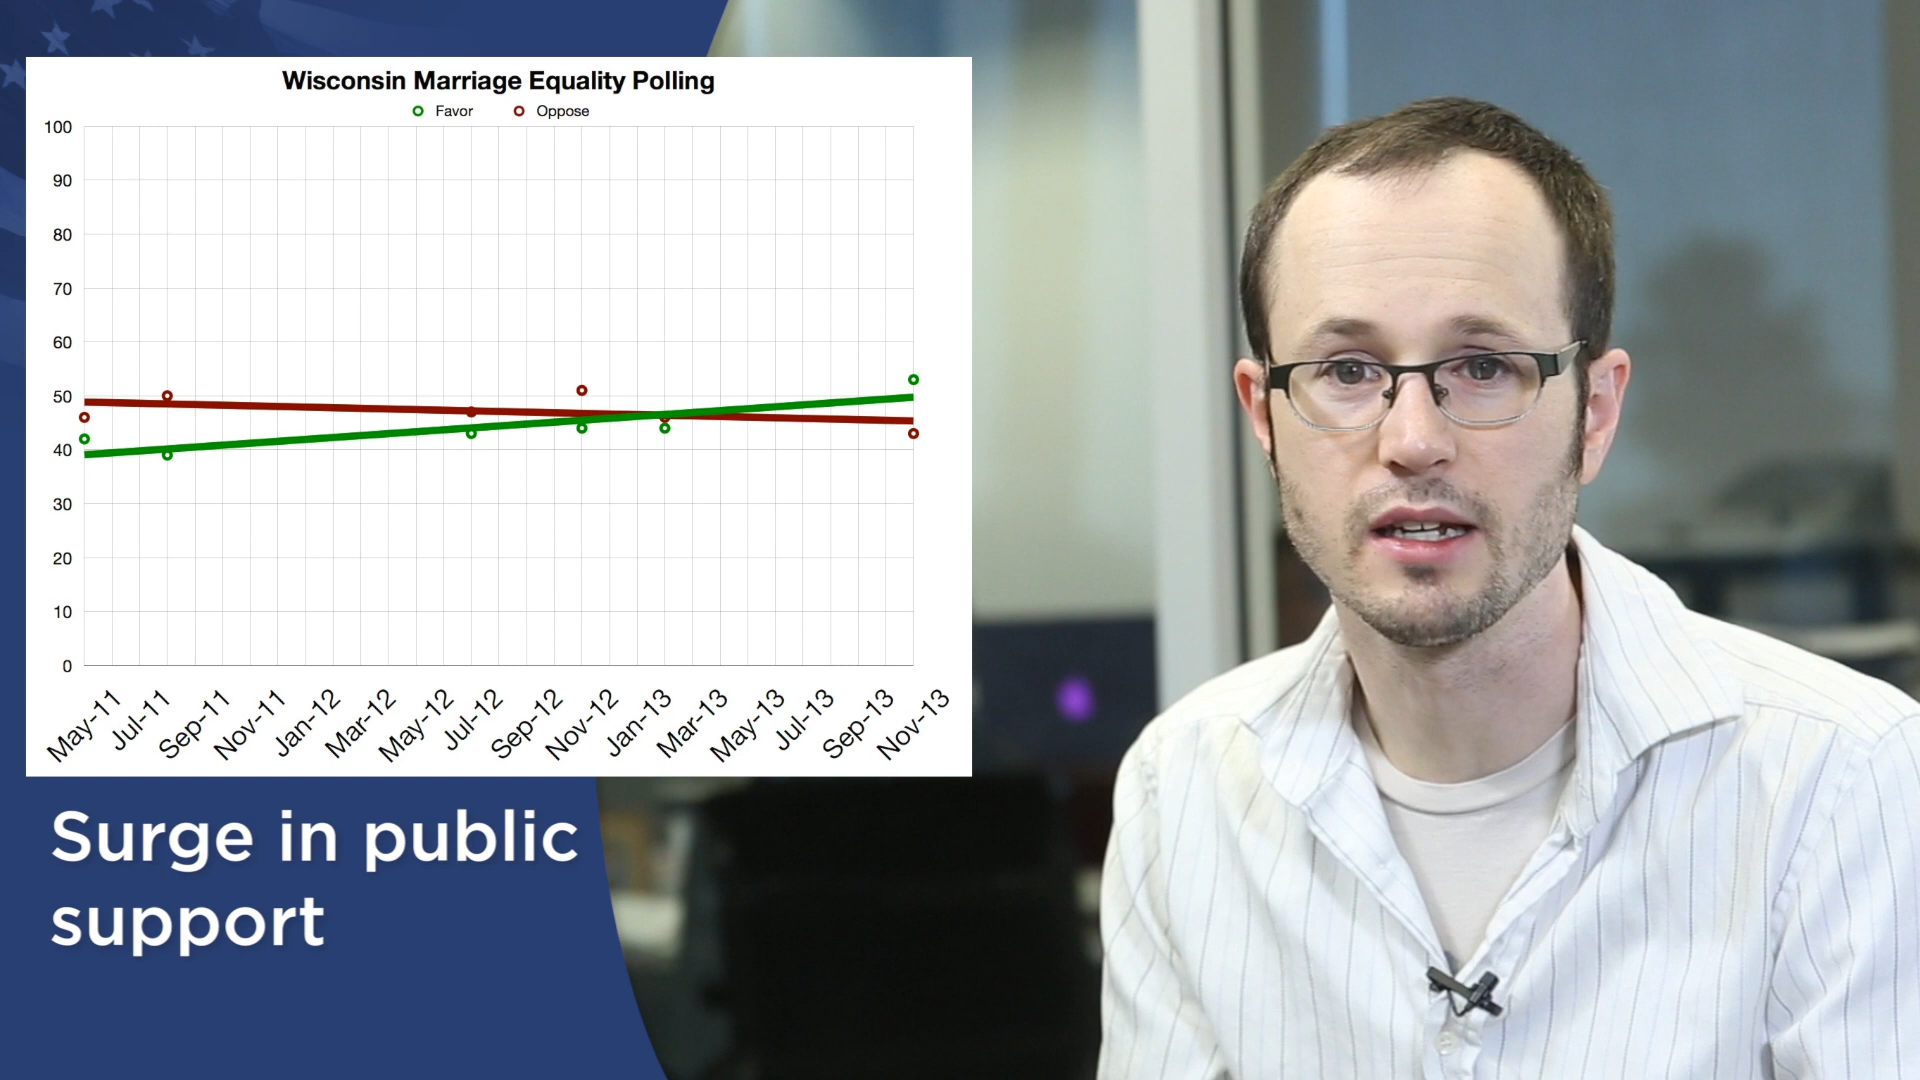 Wisconsin Marriage Equality Polling
Favor Oppose
100
90
80
70
60
50
40
30
20
10
0
May-11 Jul-11 Sep-11 Nov-11 Jan-12 Mar-12 May-12 Jul-12 Sep-12 Nov-12 Jan-13 Mar-13 May-13 Jul-13 Sep-13 Nov-13
Surge in public
support